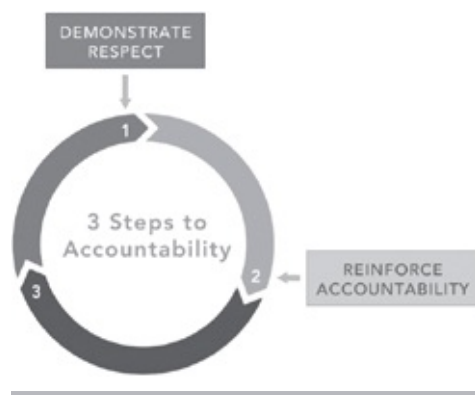 DEMONSTRATE
RESPECT
1
3 Steps to
Accountability
2
REINFORCE
ACCOUNTABILITY
3